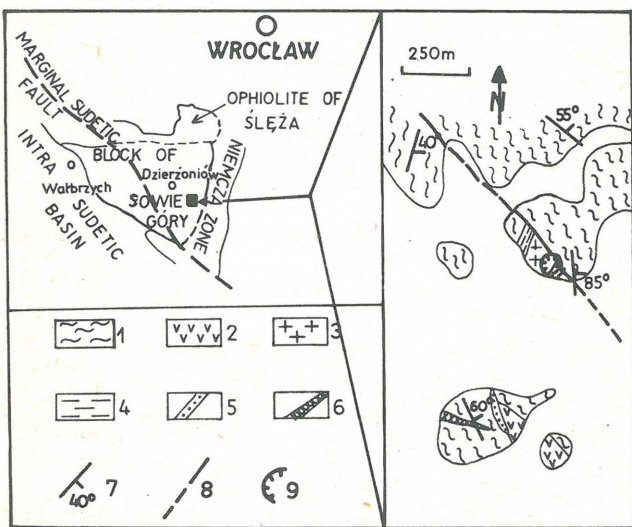 WROCŁAW
MARGINAL SUDETIC
FAULT
OPHIOLITE OF
ŚLĘŻA
BLOCK OF
INTRA SUDETIC
BASIN
Wałbrzych
Dzierżoniów
SOWIE
GÓRY
NIEMCZA ZONE
1
2
3
4
5
6
40°
7
8
9
250m
N
55°
40°
85°
60°